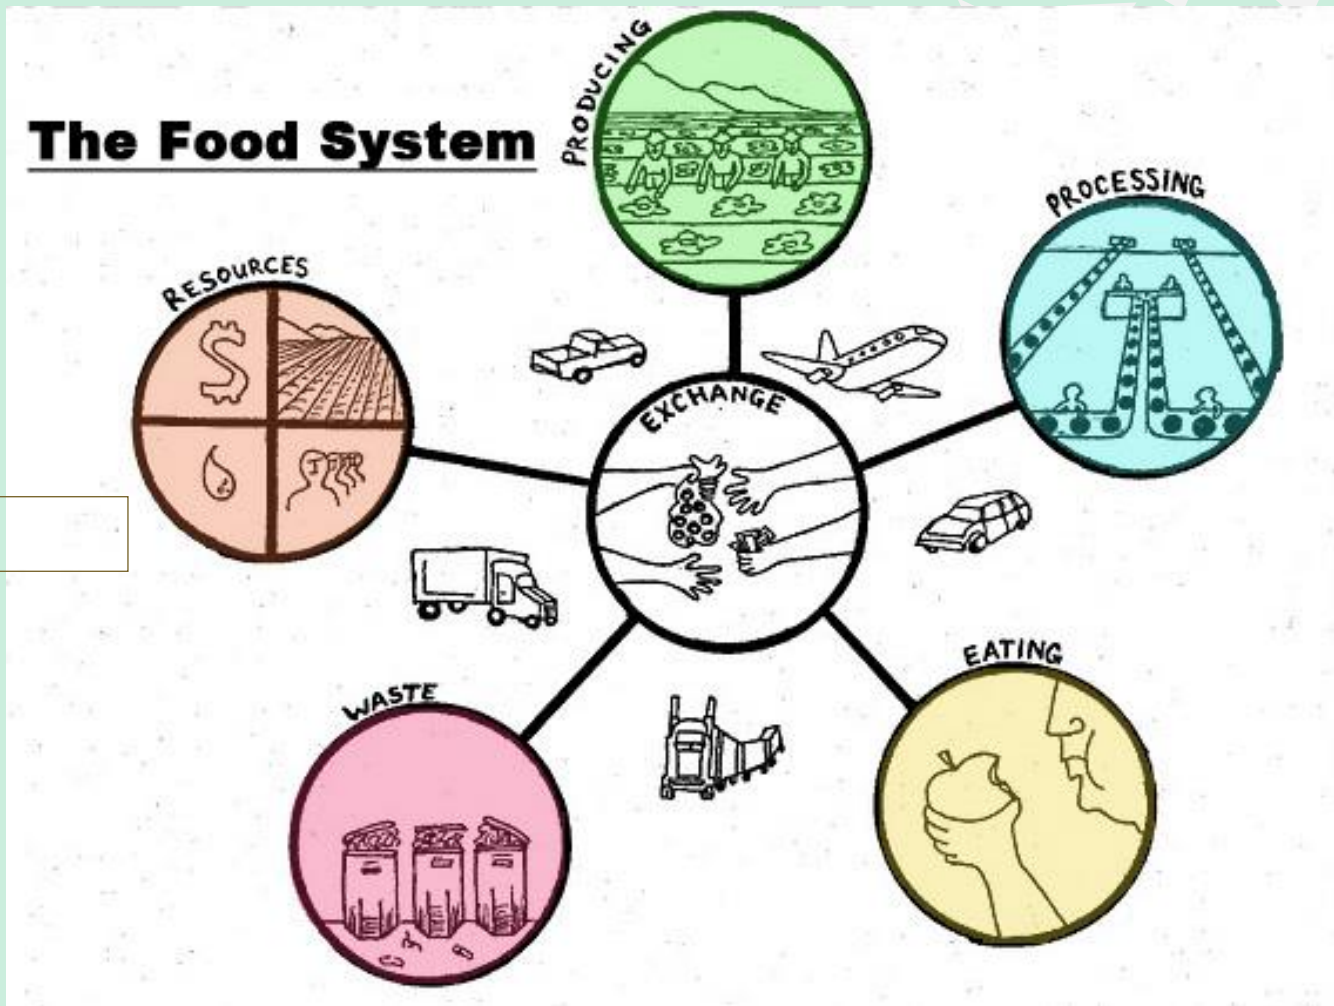 The Food System
PRODUCING
PROCESSING
RESOURCES
$
EXCHANGE
EATING
WASTE